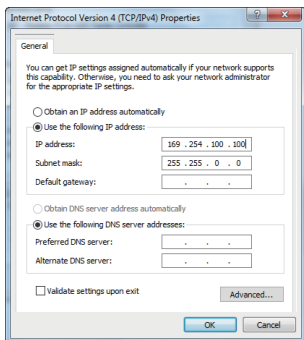 Internet Protocol Version 4 (TCP/IPv4) Properties
General
You can get IP settings assigned automatically if your network supports
this capability. Otherwise, you need to ask your network administrator
for the appropriate IP settings.
Obtain an IP address automatically
Use the following IP address:
IP address: 169 . 254 . 100 . 100
Subnet mask: 255 . 255 . 0 . 0
Default gateway: . . .
Obtain DNS server address automatically
Use the following DNS server addresses:
Preferred DNS server: . . .
Alternate DNS server: . . .
Validate settings upon exit
Advanced...
OK Cancel